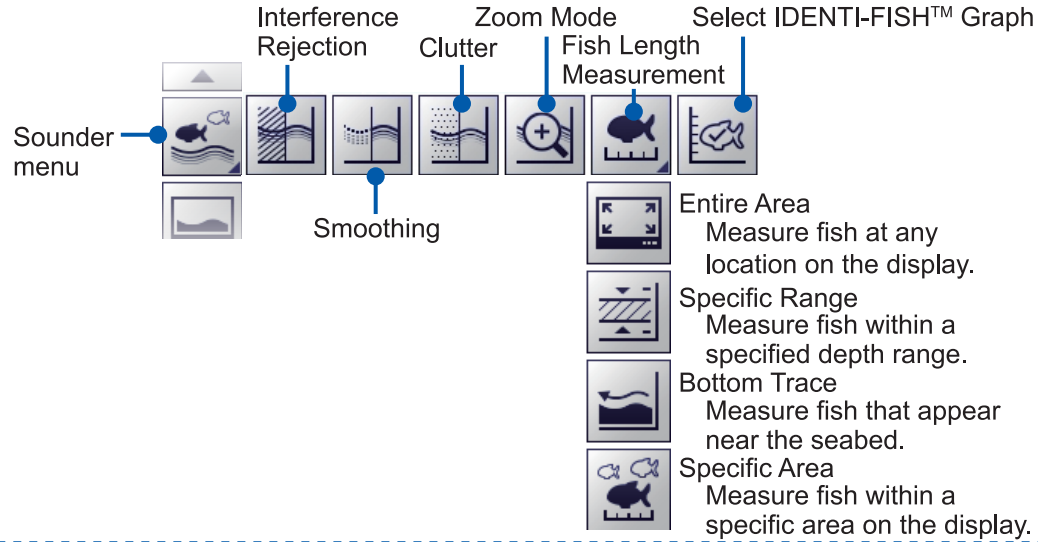 Interference
Rejection
Clutter
Zoom Mode
Fish Length
Measurement
Select IDENTI-FISH™ Graph
Sounder
menu
Smoothing
Entire Area
Measure fish at any
location on the display.
Specific Range
Measure fish within a
specified depth range.
Bottom Trace
Measure fish that appear
near the seabed.
Specific Area
Measure fish within a
specific area on the display.